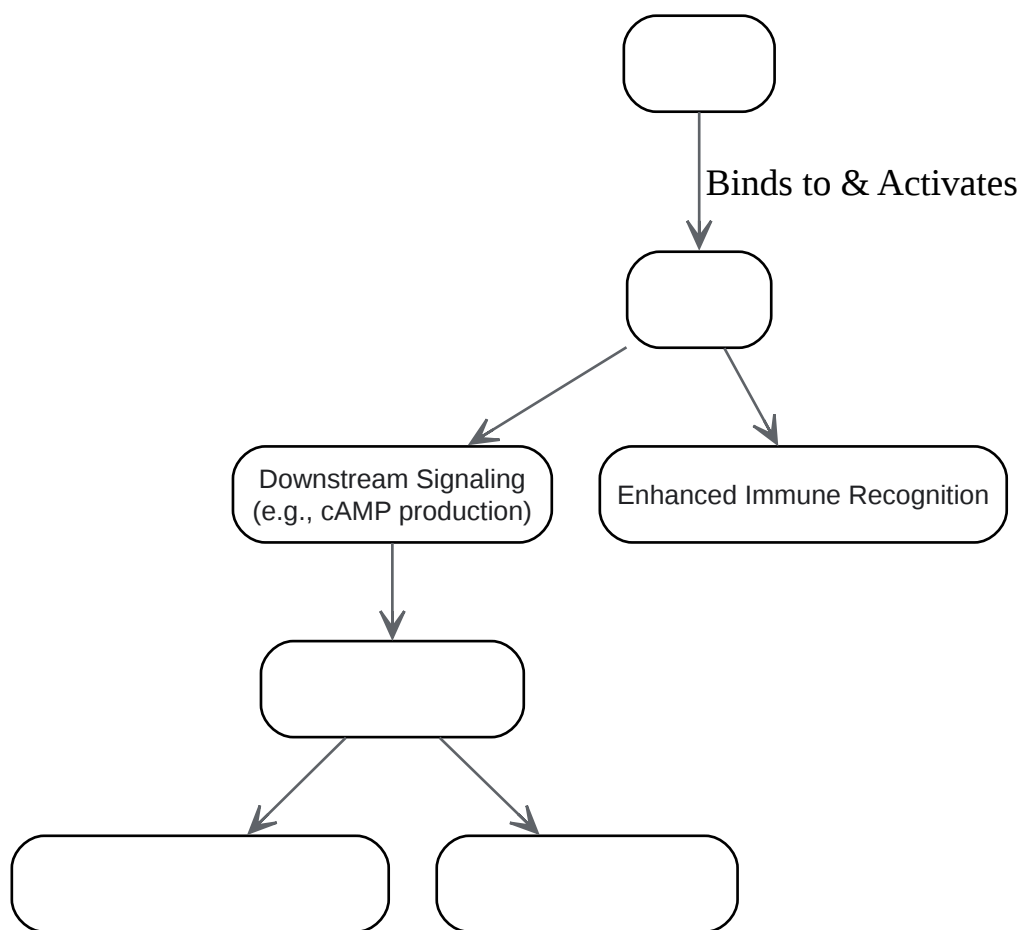 Binds to & Activates
Downstream Signaling
(e.g., cAMP production)
Enhanced Immune Recognition